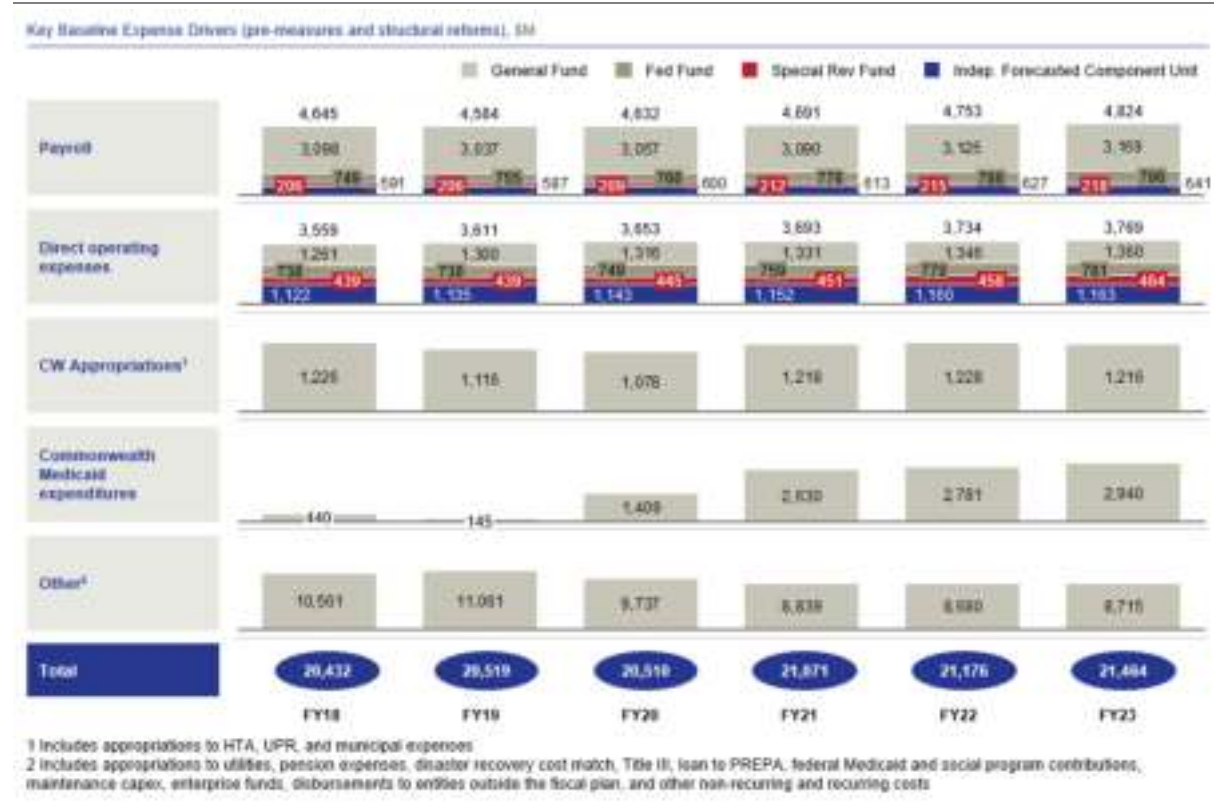 Key Baseline Expense Drivers (pre-measures and structural reforms), $M
General Fund Fed Fund Special Rev Fund Indep. Forecasted Component Unit
Payroll
4,645 4,584 4,632 4,691 4,753 4,824
3,098 3,037 3,057 3,090 3,125 3,169
206 749 591 206 755 587 209 600 212 776 613 215 786 627 218 796 641
Direct operating
expenses
3,559 3,611 3,653 3,693 3,734 3,769
1,261 1,300 1,316 1,331 1,346 1,360
738 439 738 439 749 445 759 451 770 458 781 464
1,122 1,135 1,143 1,152 1,160 1,163
CW Appropriations¹
1,226 1,116 1,078 1,218 1,228 1,216
Commonwealth
Medicaid
expenditures
440 145 1,409 2,630 2,781 2,940
Other²
10,561 11,061 9,737 8,839 8,680 8,715
Total
20,432 20,519 20,510 21,071 21,176 21,464
FY18 FY19 FY20 FY21 FY22 FY23
1 Includes appropriations to HTA, UPR, and municipal expenses
2 Includes appropriations to utilities, pension expenses, disaster recovery cost match, Title III, loan to PREPA, federal Medicaid and social program contributions,
maintenance capex, enterprise funds, disbursements to entities outside the fiscal plan, and other non-recurring and recurring costs